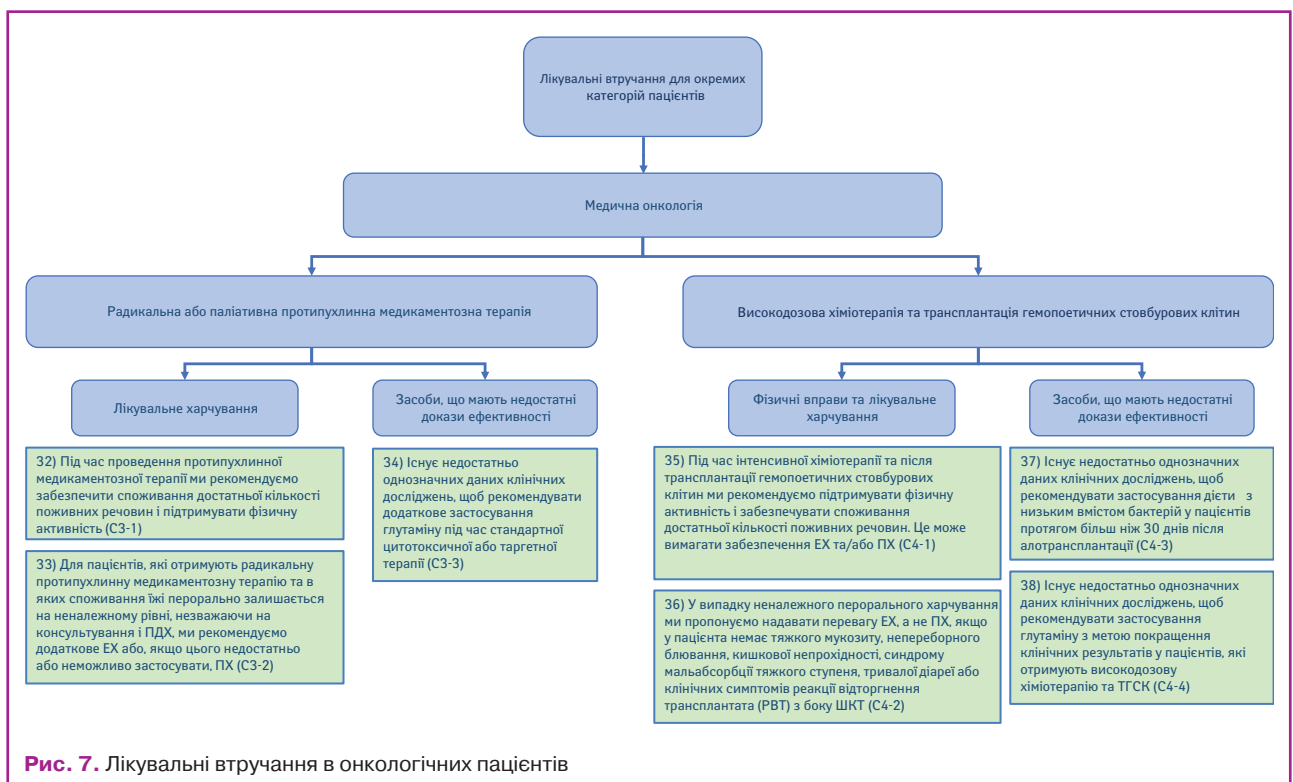 Лікувальні втручання для окремих
категорій пацієнтів
Медична онкологія
Радикальна або паліативна протипухлинна медикаментозна терапія
Високодозова хіміотерапія та трансплантація гемопоетичних стовбурових клітин
Лікувальне харчування
Засоби, що мають недостатні
докази ефективності
Фізичні вправи та лікувальне
харчування
Засоби, що мають недостатні
докази ефективності
32) Під час проведення протипухлинної
медикаментозної терапії ми рекомендуємо
забезпечити споживання достатньої кількості
поживних речовин і підтримувати фізичну
активність (С3-1)
33) Для пацієнтів, які отримують радикальну
протипухлинну медикаментозну терапію та в
яких споживання їжі перорально залишається
на неналежному рівні, незважаючи на
консультування і ПДХ, ми рекомендуємо
додаткове ЕХ або, якщо цього недостатньо
або неможливо застосувати, ПХ (С3-2)
34) Існує недостатньо
однозначних даних клінічних
досліджень, щоб рекомендувати
додаткове застосування
глутаміну під час стандартної
цитотоксичної або таргетної
терапії (С3-3)
35) Під час інтенсивної хіміотерапії та після
трансплантації гемопоетичних стовбурових
клітин ми рекомендуємо підтримувати фізичну
активність і забезпечувати споживання
достатньої кількості поживних речовин. Це може
вимагати забезпечення ЕХ та/або ПХ (С4-1)
36) У випадку неналежного перорального харчування
ми пропонуємо надавати перевагу ЕХ, а не ПХ, якщо
у пацієнта немає тяжкого мукозиту, непереборного
блювання, кишкової непрохідності, синдрому
мальабсорбції тяжкого ступеня, тривалої діареї або
клінічних симптомів реакції відторгнення
трансплантата (РВТ) з боку ШКТ (С4-2)
37) Існує недостатньо однозначних
даних клінічних досліджень, щоб
рекомендувати застосування дієти з
низьким вмістом бактерій у пацієнтів
протягом більш ніж 30 днів після
алотрансплантації (С4-3)
38) Існує недостатньо однозначних
даних клінічних досліджень, щоб
рекомендувати застосування
глутаміну з метою покращення
клінічних результатів у пацієнтів, які
отримують високодозову
хіміотерапію та ТГСК (С4-4)
Рис. 7. Лікувальні втручання в онкологічних пацієнтів